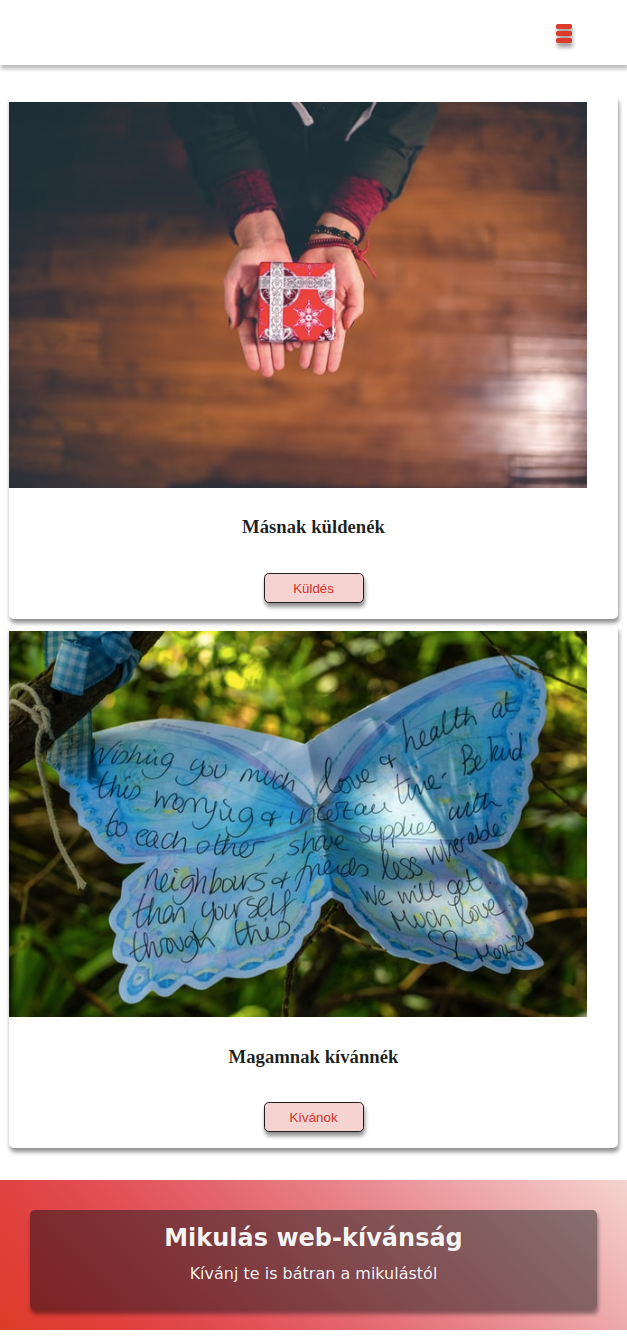 Másnak küldenék
Küldés
Wishing you much love & health at
this worrying & uncertain time. Be kind
to each other, share supplies with
neighbours & friends less vulnerable
than yourself. We will get
through this Much love
Magamnak kívánnék
Kívánok
Mikulás web-kívánság
Kívánj te is bátran a mikulástól